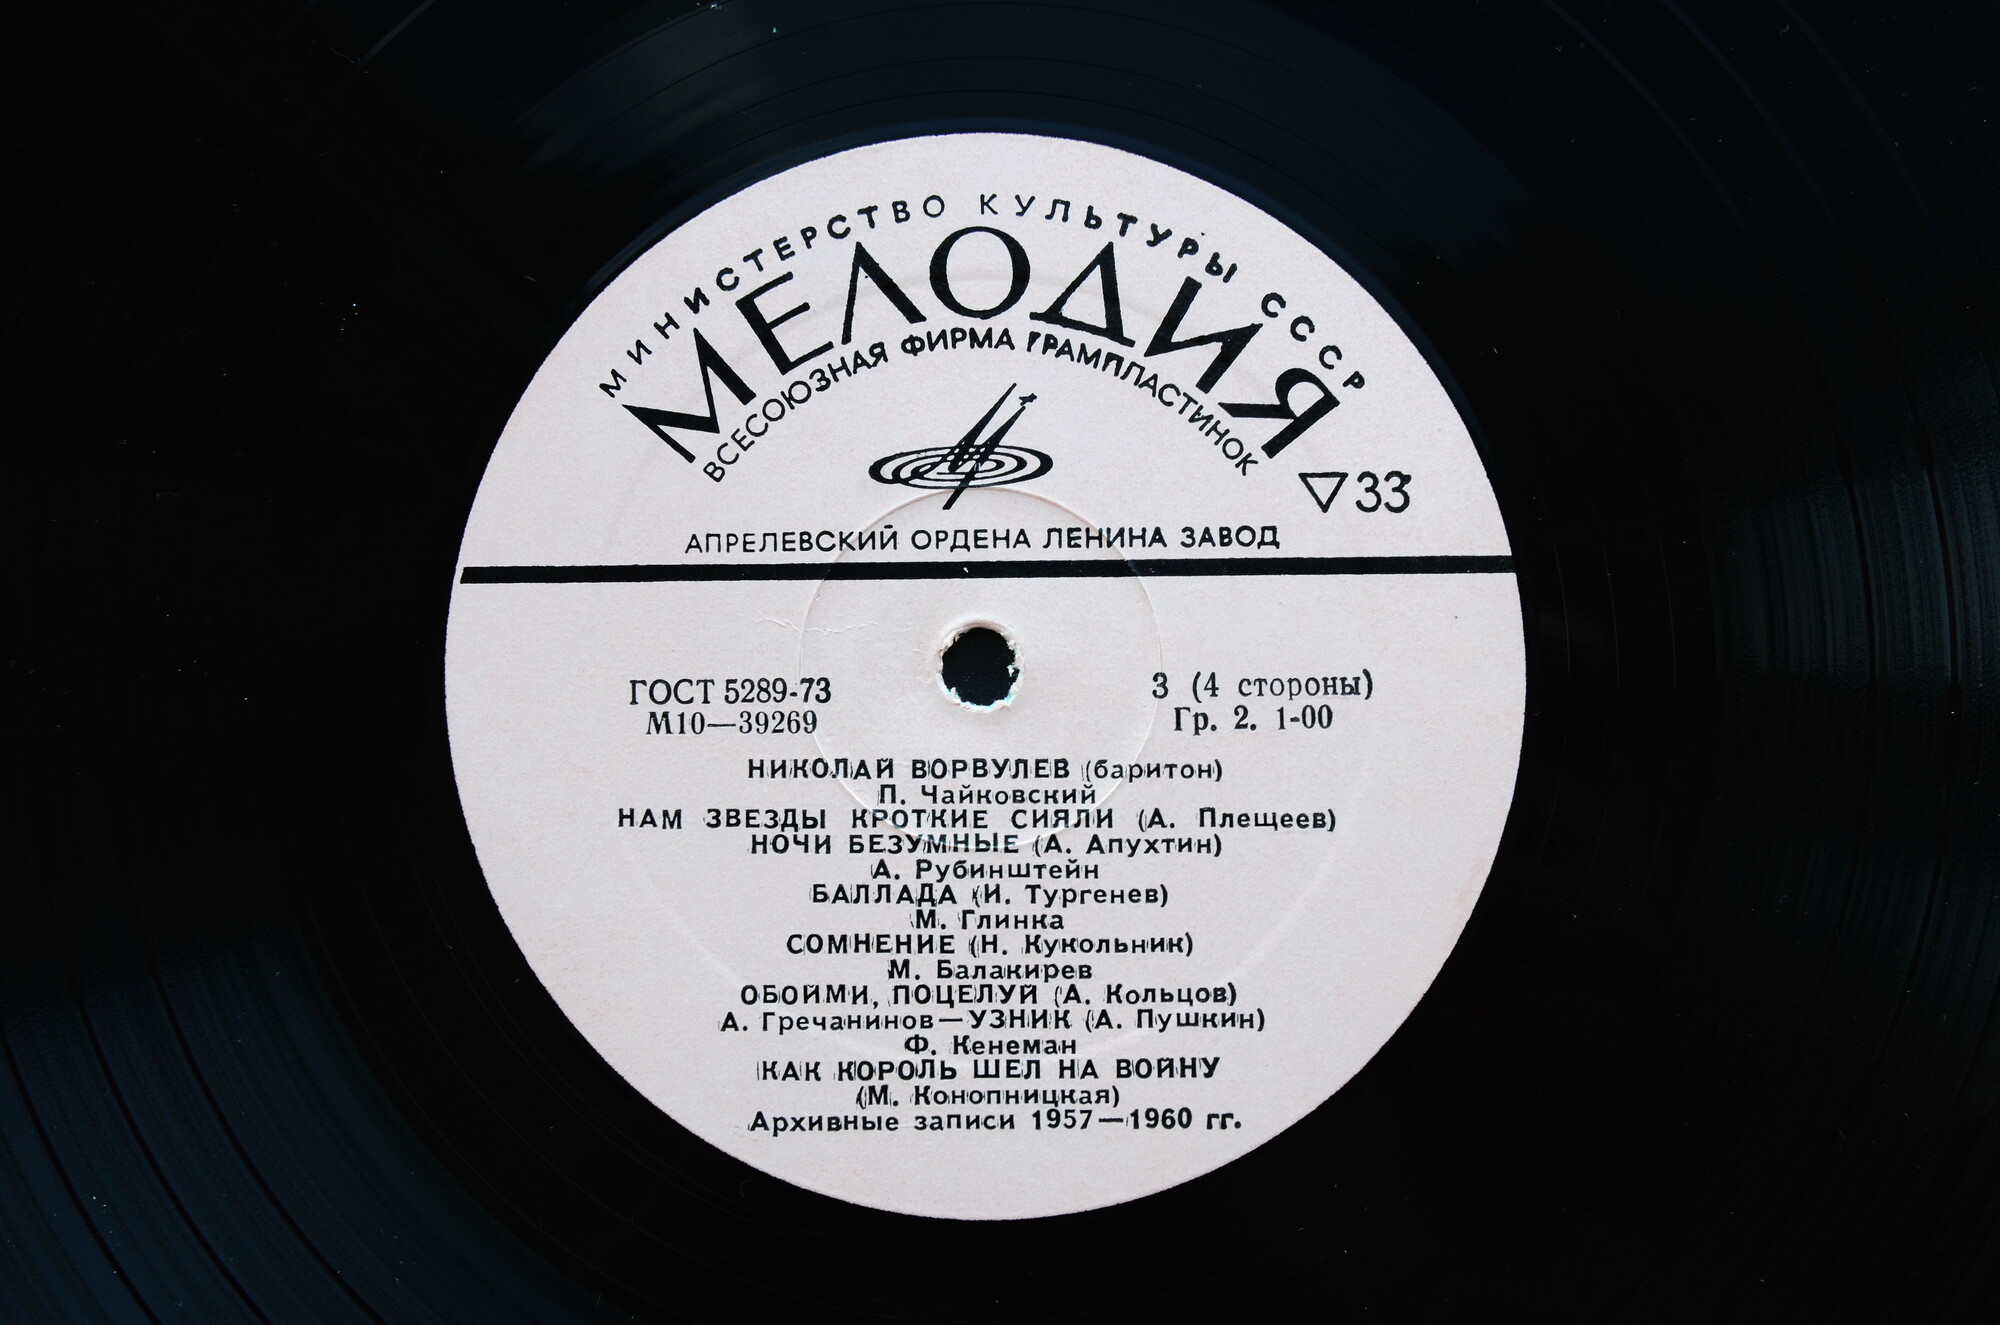 МИНИСТЕРСТВО КУЛЬТУРЫ СССР
МЕЛОДИЯ
ВСЕСОЮЗНАЯ ФИРМА ГРАМПЛАСТИНОК
▽33
АПРЕЛЕВСКИЙ ОРДЕНА ЛЕНИНА ЗАВОД
ГОСТ 5289-73
М10—39269
3 (4 стороны)
Гр. 2. 1-00
НИКОЛАЙ ВОРВУЛЕВ (баритон)
П. Чайковский
НАМ ЗВЕЗДЫ КРОТКИЕ СИЯЛИ (А. Плещеев)
НОЧИ БЕЗУМНЫЕ (А. Апухтин)
А. Рубинштейн
БАЛЛАДА (И. Тургенев)
М. Глинка
СОМНЕНИЕ (Н. Кукольник)
М. Балакирев
ОБОЙМИ, ПОЦЕЛУЙ (А. Кольцов)
А. Гречанинов—УЗНИК (А. Пушкин)
Ф. Кенеман
КАК КОРОЛЬ ШЕЛ НА ВОЙНУ
(М. Конопницкая)
Архивные записи 1957—1960 гг.